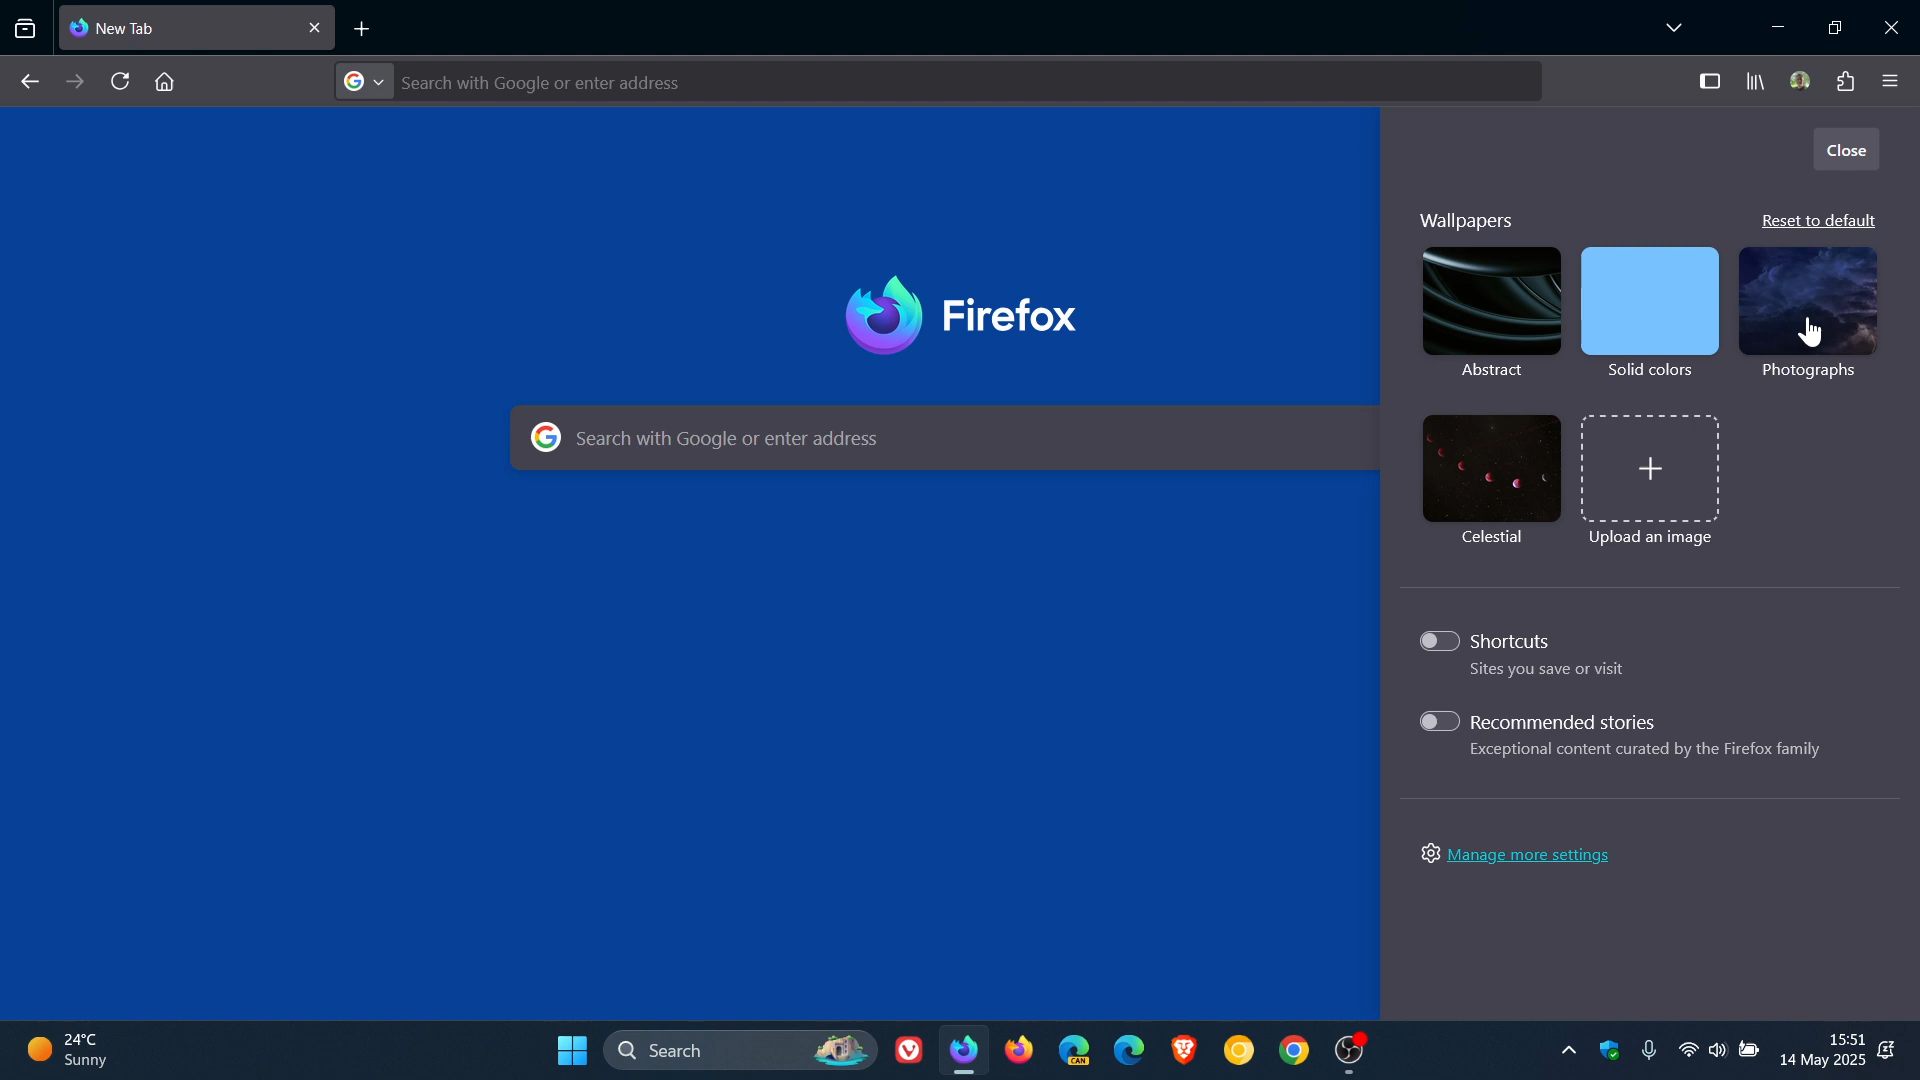 New Tab
Search with Google or enter address
Close
Wallpapers
Reset to default
Firefox
Abstract
Solid colors
Photographs
Search with Google or enter address
Celestial
Upload an image
Shortcuts
Sites you save or visit
Recommended stories
Exceptional content curated by the Firefox family
Manage more settings
24°C
Sunny
Search
CAN
15:51
14 May 2025